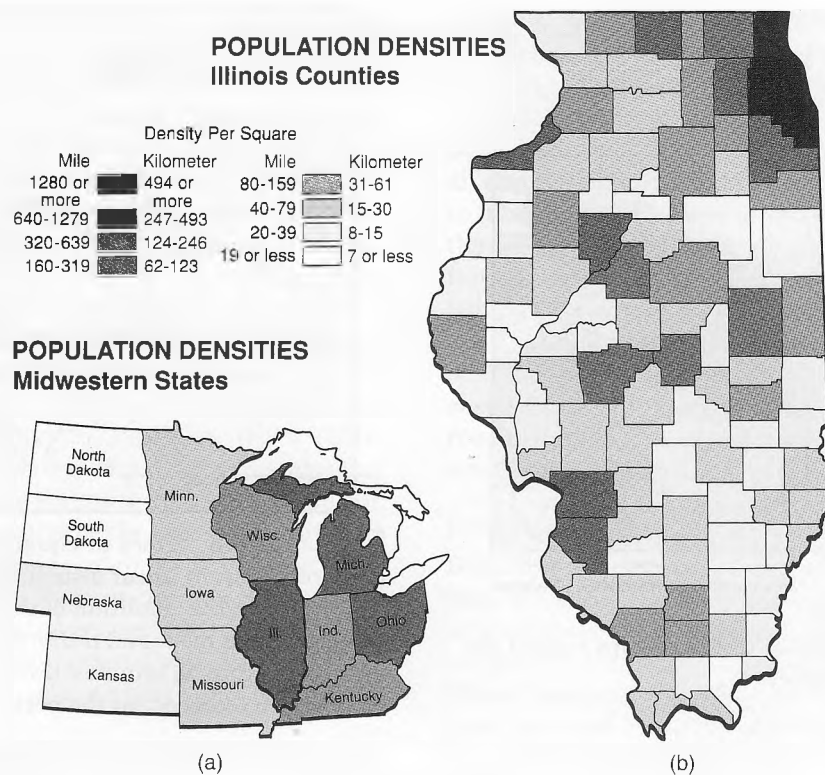 POPULATION DENSITIES
Illinois Counties
Density Per Square
Mile Kilometer Mile Kilometer
1280 or more 494 or more 80-159 31-61
640-1279 247-493 40-79 15-30
320-639 124-246 20-39 8-15
160-319 62-123 19 or less 7 or less
POPULATION DENSITIES
Midwestern States
North Dakota
Minn.
South Dakota
Wisc.
Mich.
Nebraska
Iowa
Ill.
Ind.
Ohio
Kansas
Missouri
Kentucky
(a)
(b)